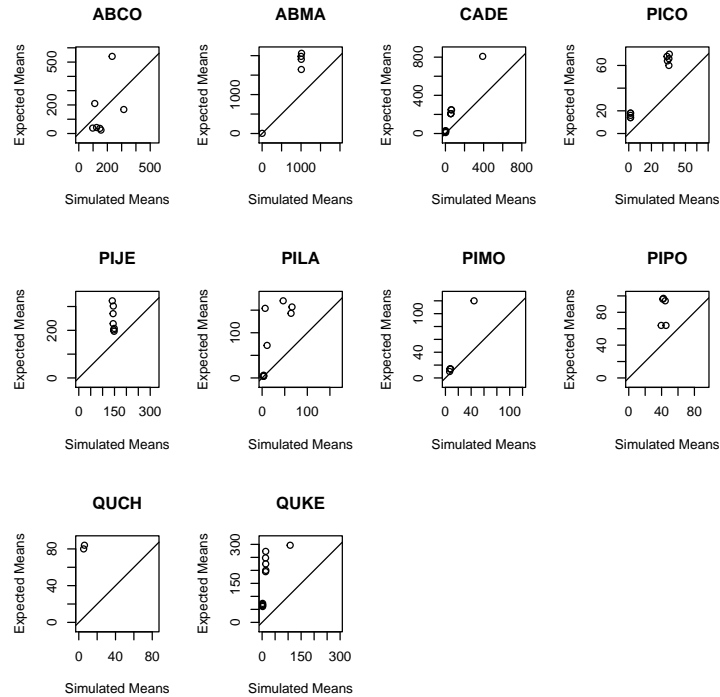 ABCO
Expected Means
0 200 500
0 100 300 500
Simulated Means
ABMA
Expected Means
0 1000
0 1000
Simulated Means
CADE
Expected Means
0 400 800
0 200 400 600 800
Simulated Means
PICO
Expected Means
0 20 60
0 20 60
Simulated Means
PIJE
Expected Means
0 200
0 150 300
Simulated Means
PILA
Expected Means
0 150
0 100
Simulated Means
PIMO
Expected Means
0 40 100
0 40 80 120
Simulated Means
PIPO
Expected Means
0 40 80
0 40 80
Simulated Means
QUCH
Expected Means
0 40 80
0 40 80
Simulated Means
QUKE
Expected Means
0 150 300
0 150 300
Simulated Means